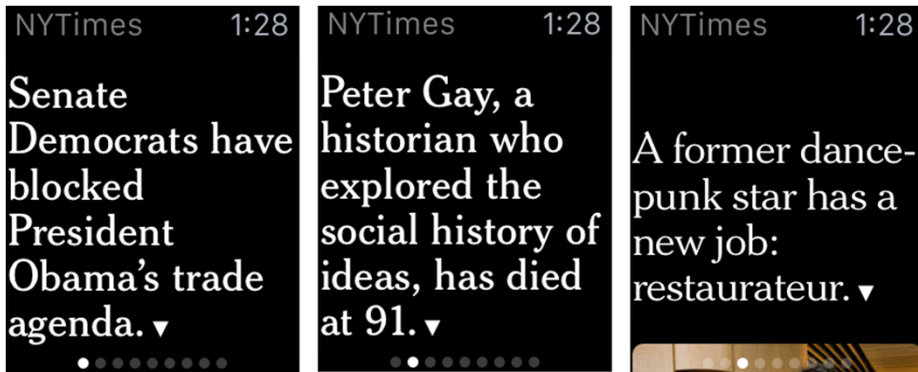 NYTimes 1:28
Senate
Democrats have
blocked
President
Obama’s trade
agenda. ▼
NYTimes 1:28
Peter Gay, a
historian who
explored the
social history of
ideas, has died
at 91. ▼
NYTimes 1:28
A former dance-
punk star has a
new job:
restaurateur. ▼